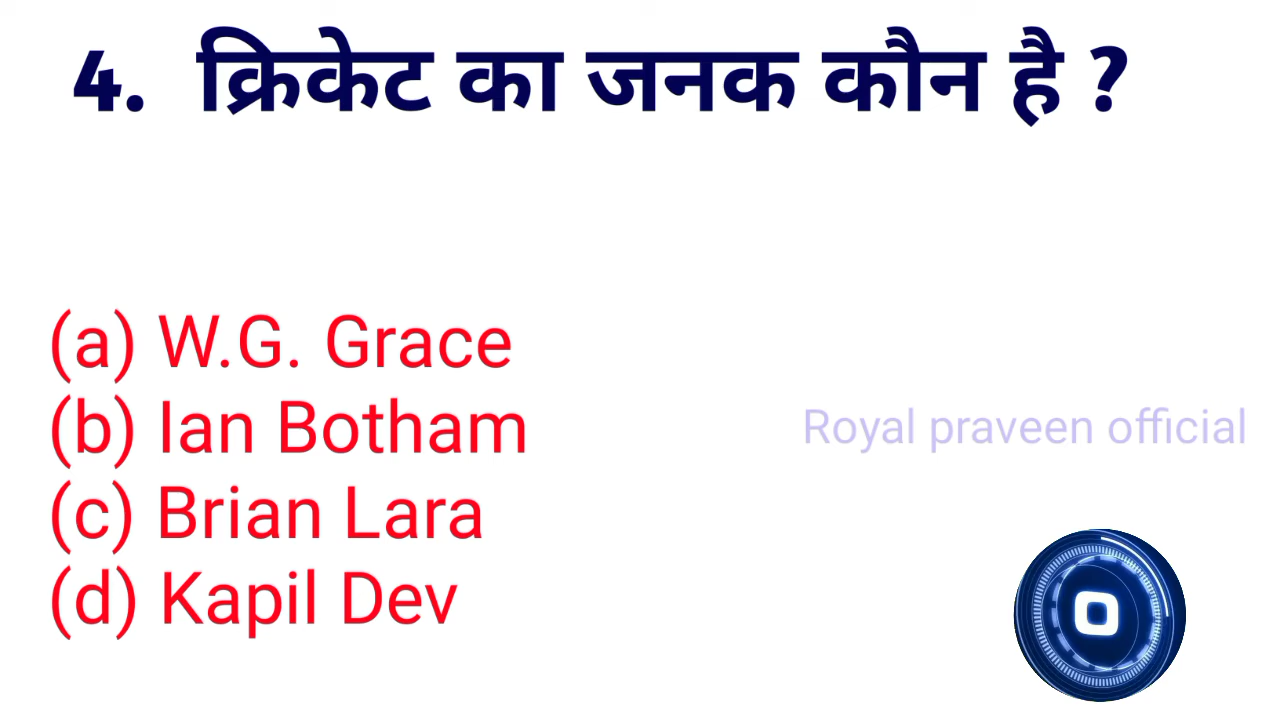 4. क्रिकेट का जनक कौन है ?
(a) W.G. Grace
(b) Ian Botham
Royal praveen official
(c) Brian Lara
(d) Kapil Dev